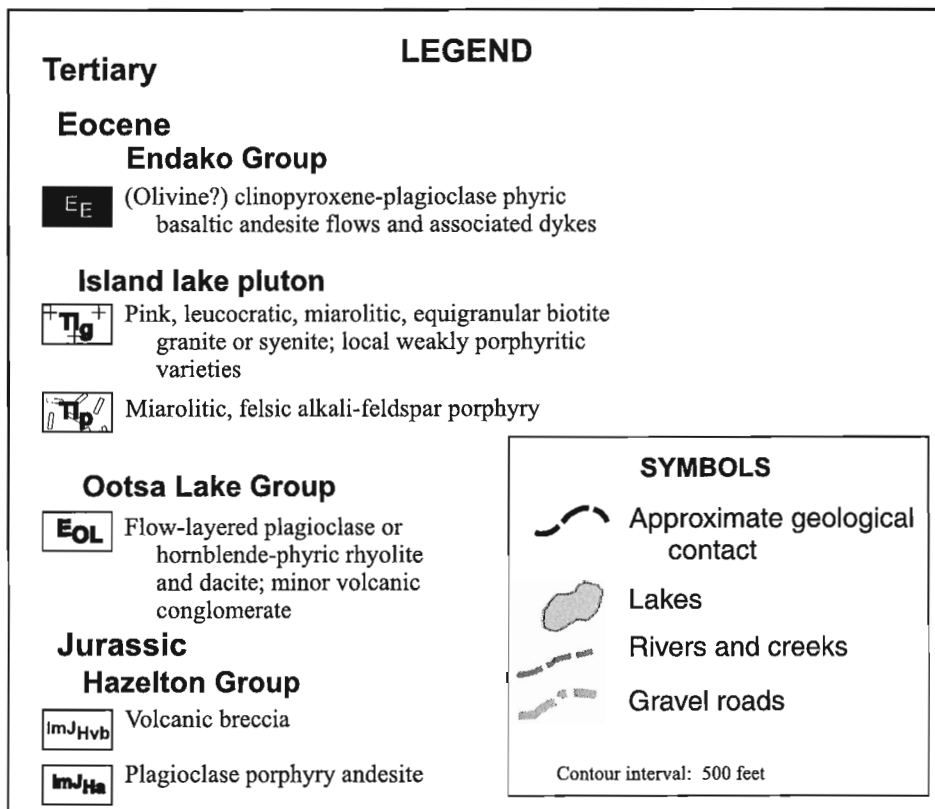 LEGEND
Tertiary
Eocene
Endako Group
EE
(Olivine?) clinopyroxene-plagioclase phyric
basaltic andesite flows and associated dykes
Island lake pluton
TIg
Pink, leucocratic, miarolitic, equigranular biotite
granite or syenite; local weakly porphyritic
varieties
TIp
Miarolitic, felsic alkali-feldspar porphyry
Ootsa Lake Group
EOL
Flow-layered plagioclase or
hornblende-phyric rhyolite
and dacite; minor volcanic
conglomerate
Jurassic
Hazelton Group
lmJHvb
Volcanic breccia
lmJHa
Plagioclase porphyry andesite
SYMBOLS
Approximate geological
contact
Lakes
Rivers and creeks
Gravel roads
Contour interval: 500 feet